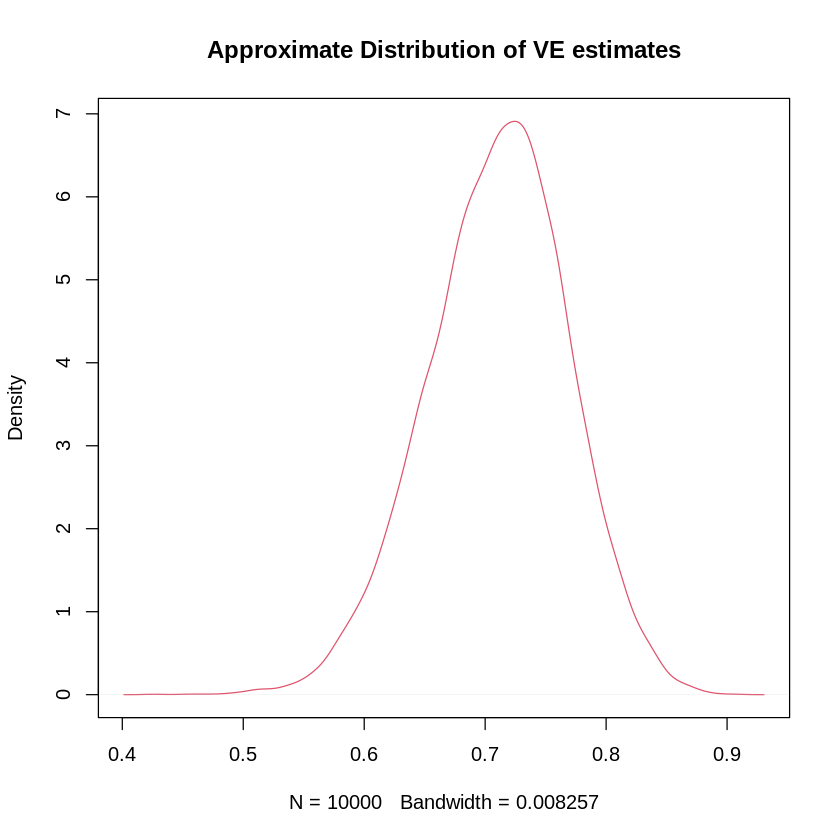 Approximate Distribution of VE estimates
7
6
5
4
3
2
1
0
Density
0.4 0.5 0.6 0.7 0.8 0.9
N = 10000 Bandwidth = 0.008257